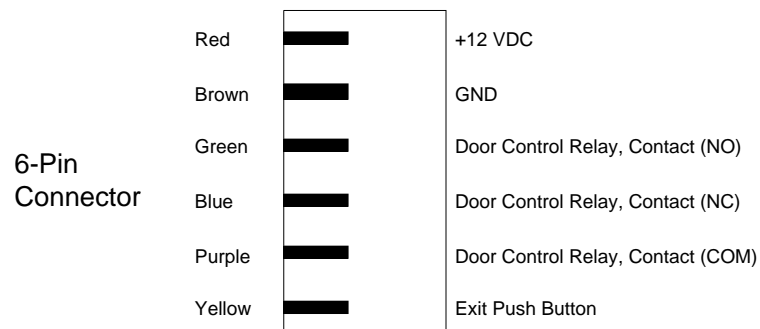 Red +12 VDC
Brown GND
Green Door Control Relay, Contact (NO)
6-Pin
Connector
Blue Door Control Relay, Contact (NC)
Purple Door Control Relay, Contact (COM)
Yellow Exit Push Button